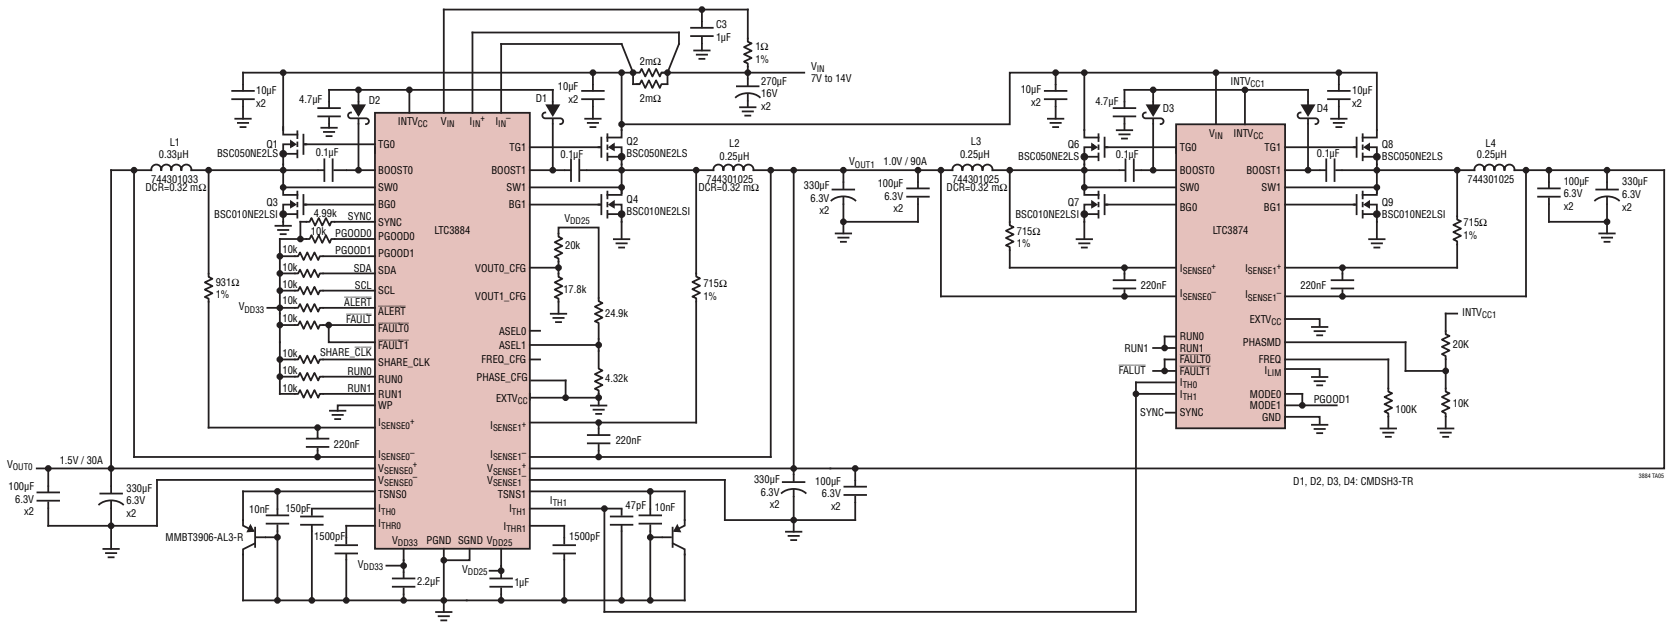 C3
1µF
1Ω
1%
2mΩ
2mΩ
VIN
7V to 14V
270µF
16V
x2
10µF
x2
4.7µF
D2
D1
10µF
x2
INTVCC VIN IIN+ IIN–
Q1
BSC050NE2LS
TG0
TG1
Q2
BSC050NE2LS
L1
0.33µH
744301033
DCR=0.32 mΩ
0.1µF
BOOST0
BOOST1
0.1µF
L2
0.25µH
744301025
DCR=0.32 mΩ
SW0
SW1
Q3
BSC010NE2LSI
BG0
BG1
Q4
BSC010NE2LSI
LTC3884
4.99k
SYNC
SYNC
10k
PGOOD0
PGOOD0
10k
PGOOD1
PGOOD1
10k
SDA
SDA
10k
SCL
SCL
VDD33
10k
ALERT
ALERT
10k
FAULT
FAULT0
FAULT1
10k
SHARE_CLK
SHARE_CLK
10k
RUN0
RUN0
10k
RUN1
RUN1
WP
931Ω
1%
VDD25
20k
VOUT0_CFG
17.8k
VOUT1_CFG
24.9k
ASEL0
ASEL1
FREQ_CFG
PHASE_CFG
4.32k
EXTVCC
715Ω
1%
ISENSE0+
ISENSE1+
220nF
220nF
ISENSE0–
ISENSE1–
VSENSE0+
VSENSE1+
VSENSE0–
VSENSE1–
VOUT0
1.5V / 30A
100µF
6.3V
x2
330µF
6.3V
x2
TSNS0
TSNS1
10nF
150pF
ITH0
ITH1
ITH1
47pF
10nF
ITHR0
ITHR1
MMBT3906-AL3-R
1500pF
1500pF
VDD33 PGND SGND VDD25
VDD33
2.2µF
VDD25
1µF
330µF
6.3V
x2
100µF
6.3V
x2
VOUT1
1.0V / 90A
330µF
6.3V
x2
100µF
6.3V
x2
L3
0.25µH
744301025
DCR=0.32 mΩ
715Ω
1%
10µF
x2
4.7µF
D3
INTVCC1
D4
10µF
x2
VIN INTVCC
Q6
BSC050NE2LS
TG0
TG1
Q8
BSC050NE2LS
0.1µF
BOOST0
BOOST1
0.1µF
L4
0.25µH
744301025
SW0
SW1
Q7
BSC010NE2LSI
BG0
BG1
Q9
BSC010NE2LSI
LTC3874
100µF
6.3V
x2
330µF
6.3V
x2
715Ω
1%
ISENSE0+
ISENSE1+
220nF
220nF
ISENSE0–
ISENSE1–
EXTVCC
INTVCC1
RUN1
RUN0
RUN1
PHASMD
20K
FALUT
FAULT0
FAULT1
FREQ
ILIM
ITH0
ITH1
MODE0
MODE1
PGOOD1
100K
10K
SYNC
SYNC
GND
D1, D2, D3, D4: CMDSH3-TR
3884 TA05